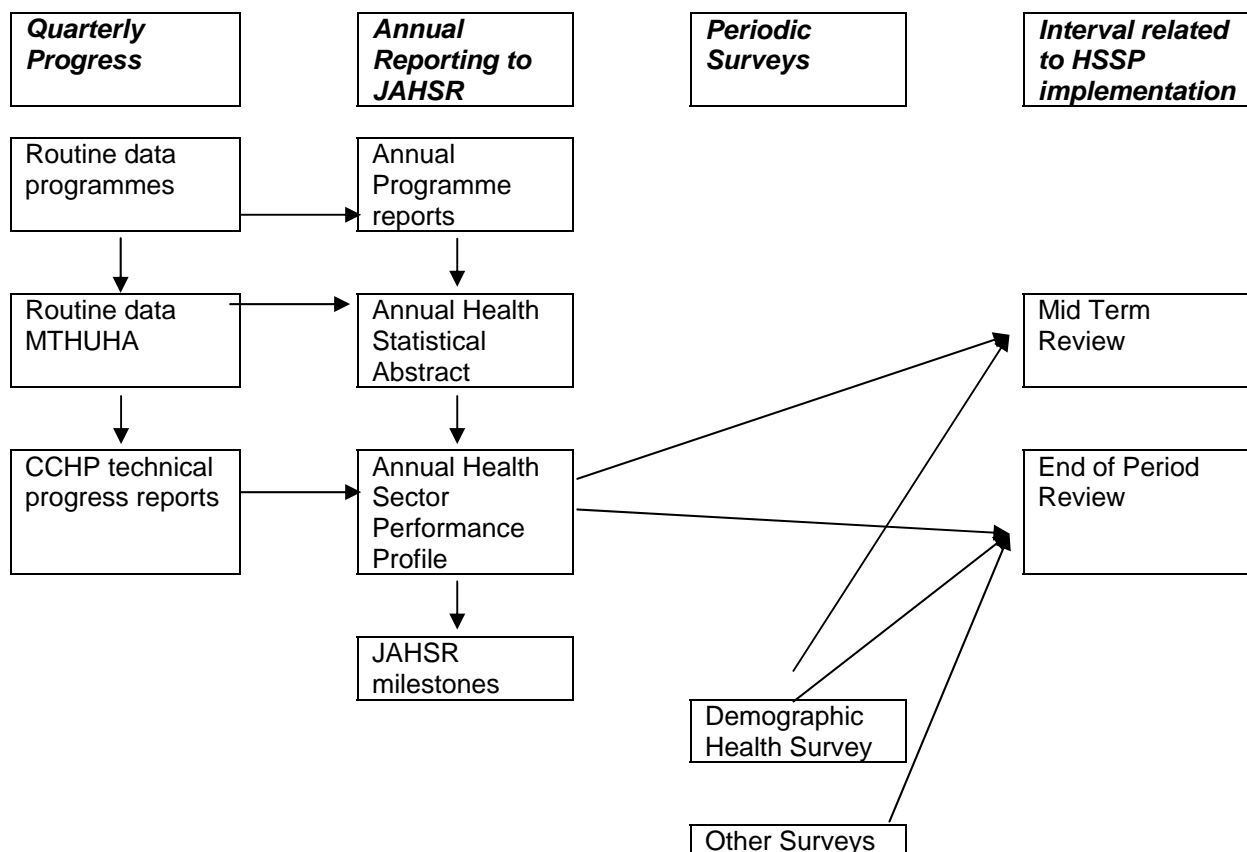 Quarterly
Progress
Annual
Reporting to
JAHSR
Periodic
Surveys
Interval related
to HSSP
implementation
Routine data
programmes
Annual
Programme
reports
Routine data
MTHUHA
Annual Health
Statistical
Abstract
Mid Term
Review
CCHP technical
progress reports
Annual Health
Sector
Performance
Profile
End of Period
Review
JAHSR
milestones
Demographic
Health Survey
Other Surveys